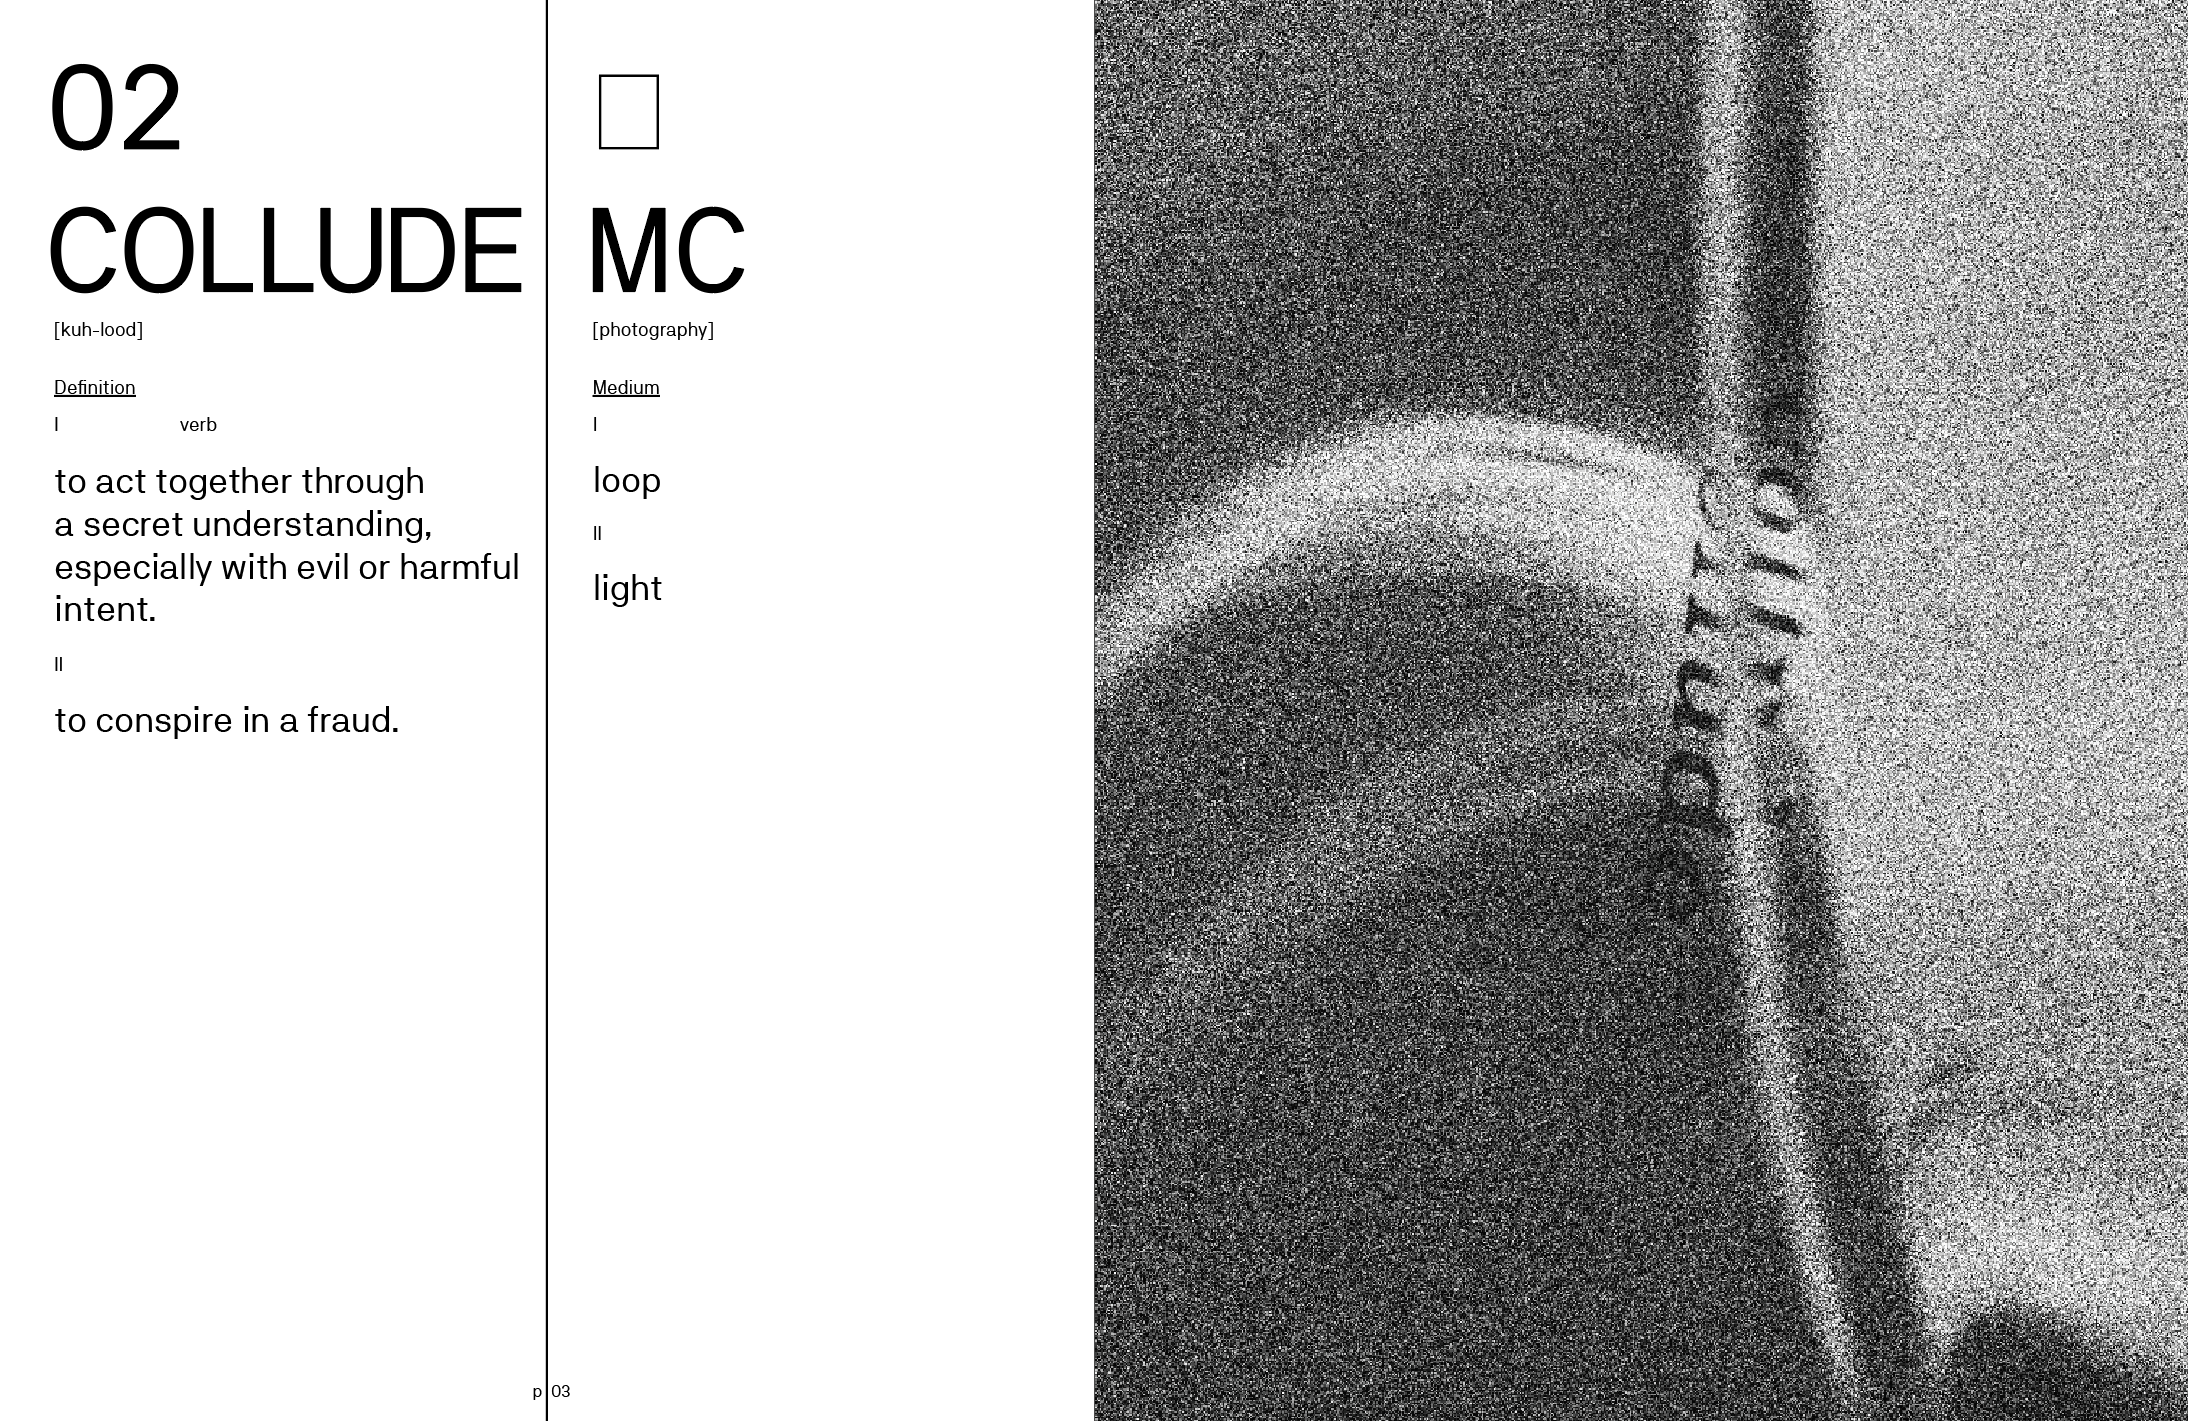 02
COLLUDE
[kuh-lood]
Definition
I verb
to act together through
a secret understanding,
especially with evil or harmful
intent.
II
to conspire in a fraud.
MC
[photography]
Medium
I
loop
II
light
p 03